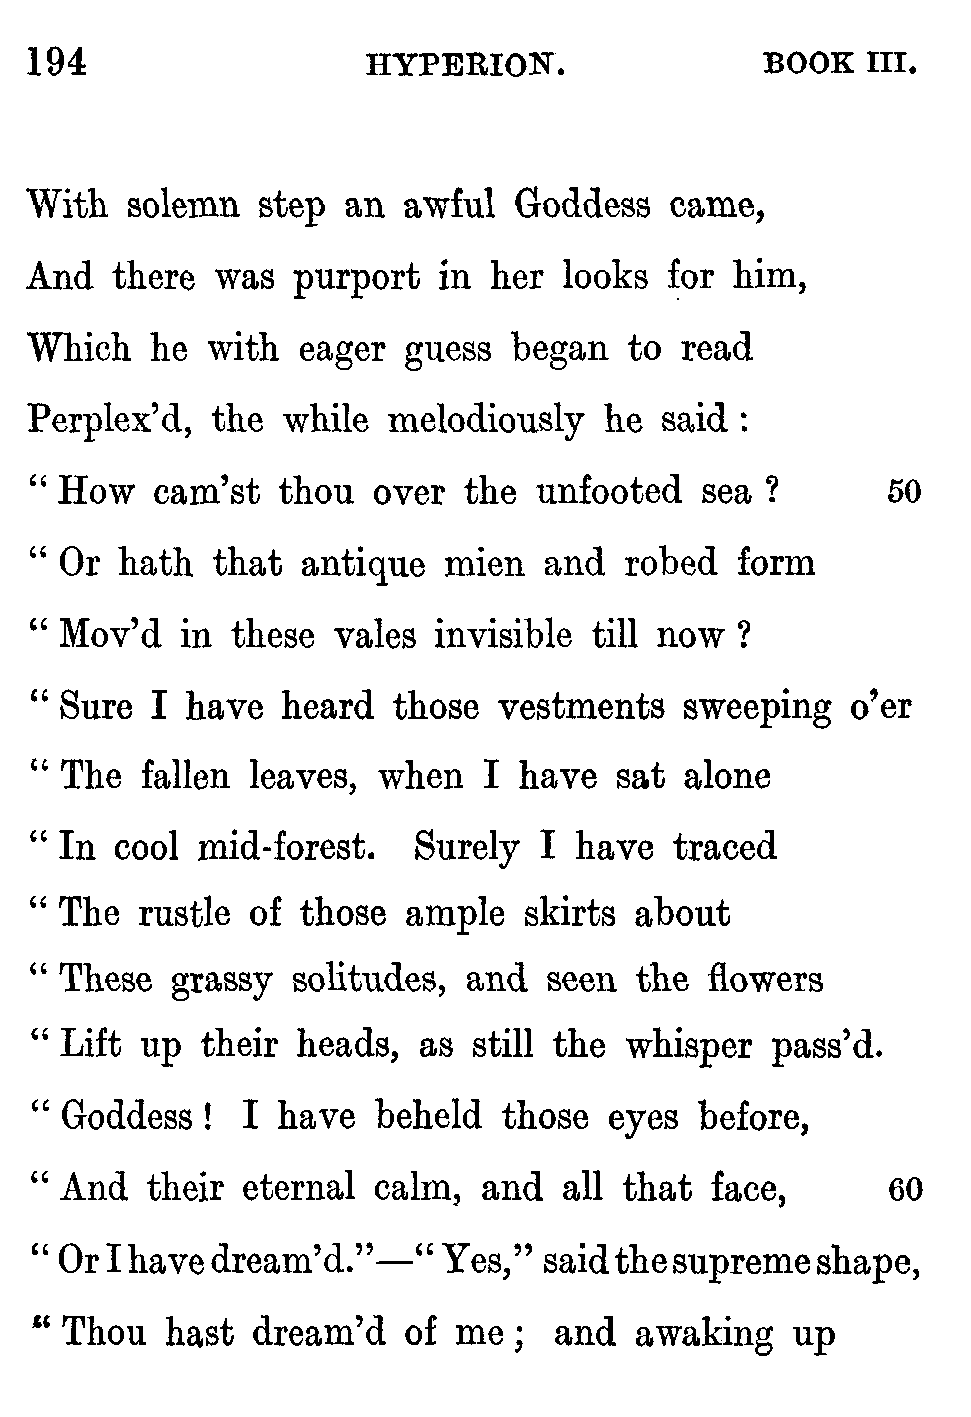 194 HYPERION. BOOK III.
With solemn step an awful Goddess came,
And there was purport in her looks for him,
Which he with eager guess began to read
Perplex’d, the while melodiously he said :
“ How cam’st thou over the unfooted sea ? 50
“ Or hath that antique mien and robed form
“ Mov’d in these vales invisible till now ?
“ Sure I have heard those vestments sweeping o’er
“ The fallen leaves, when I have sat alone
“ In cool mid-forest. Surely I have traced
“ The rustle of those ample skirts about
“ These grassy solitudes, and seen the flowers
“ Lift up their heads, as still the whisper pass’d.
“ Goddess ! I have beheld those eyes before,
“ And their eternal calm, and all that face, 60
“ Or I have dream’d.”—“ Yes,” said the supreme shape,
“ Thou hast dream’d of me ; and awaking up